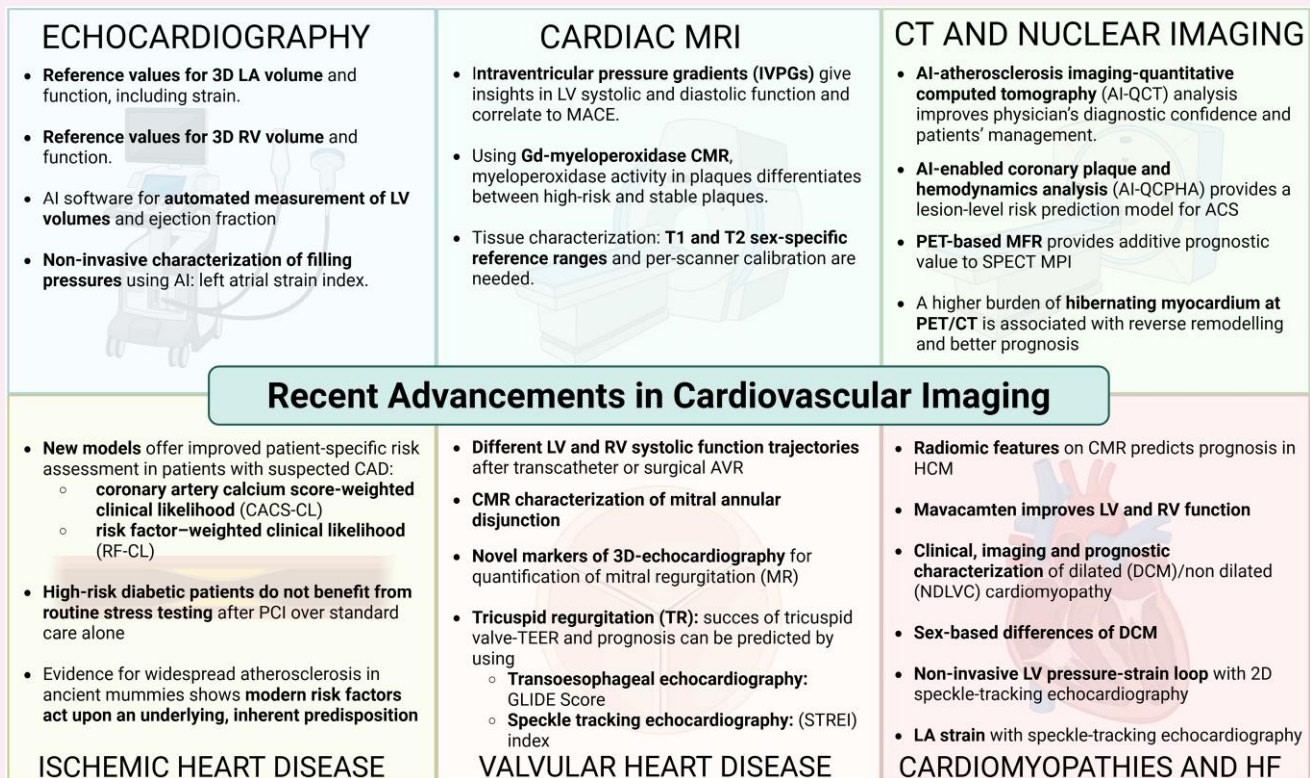 ECHOCARDIOGRAPHY
• Reference values for 3D LA volume and
function, including strain.
• Reference values for 3D RV volume and
function.
• AI software for automated measurement of LV
volumes and ejection fraction
• Non-invasive characterization of filling
pressures using AI: left atrial strain index.
CARDIAC MRI
• Intraventricular pressure gradients (IVPGs) give
insights in LV systolic and diastolic function and
correlate to MACE.
• Using Gd-myeloperoxidase CMR,
myeloperoxidase activity in plaques differentiates
between high-risk and stable plaques.
• Tissue characterization: T1 and T2 sex-specific
reference ranges and per-scanner calibration are
needed.
CT AND NUCLEAR IMAGING
• AI-atherosclerosis imaging-quantitative
computed tomography (AI-QCT) analysis
improves physician's diagnostic confidence and
patients' management.
• AI-enabled coronary plaque and
hemodynamics analysis (AI-QCPHA) provides a
lesion-level risk prediction model for ACS
• PET-based MFR provides additive prognostic
value to SPECT MPI
• A higher burden of hibernating myocardium at
PET/CT is associated with reverse remodelling
and better prognosis
Recent Advancements in Cardiovascular Imaging
• New models offer improved patient-specific risk
assessment in patients with suspected CAD:
○ coronary artery calcium score-weighted
clinical likelihood (CACS-CL)
○ risk factor–weighted clinical likelihood
(RF-CL)
• High-risk diabetic patients do not benefit from
routine stress testing after PCI over standard
care alone
• Evidence for widespread atherosclerosis in
ancient mummies shows modern risk factors
act upon an underlying, inherent predisposition
ISCHEMIC HEART DISEASE
• Different LV and RV systolic function trajectories
after transcatheter or surgical AVR
• CMR characterization of mitral annular
disjunction
• Novel markers of 3D-echocardiography for
quantification of mitral regurgitation (MR)
• Tricuspid regurgitation (TR): succes of tricuspid
valve-TEER and prognosis can be predicted by
using
○ Transoesophageal echocardiography:
GLIDE Score
○ Speckle tracking echocardiography: (STREI)
index
VALVULAR HEART DISEASE
• Radiomic features on CMR predicts prognosis in
HCM
• Mavacamten improves LV and RV function
• Clinical, imaging and prognostic
characterization of dilated (DCM)/non dilated
(NDLVC) cardiomyopathy
• Sex-based differences of DCM
• Non-invasive LV pressure-strain loop with 2D
speckle-tracking echocardiography
• LA strain with speckle-tracking echocardiography
CARDIOMYOPATHIES AND HF